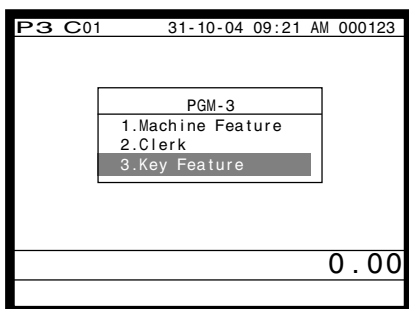 P3 C01 31-10-04 09:21 AM 000123
PGM-3
1.Machine Feature
2.Clerk
3.Key Feature
0.00